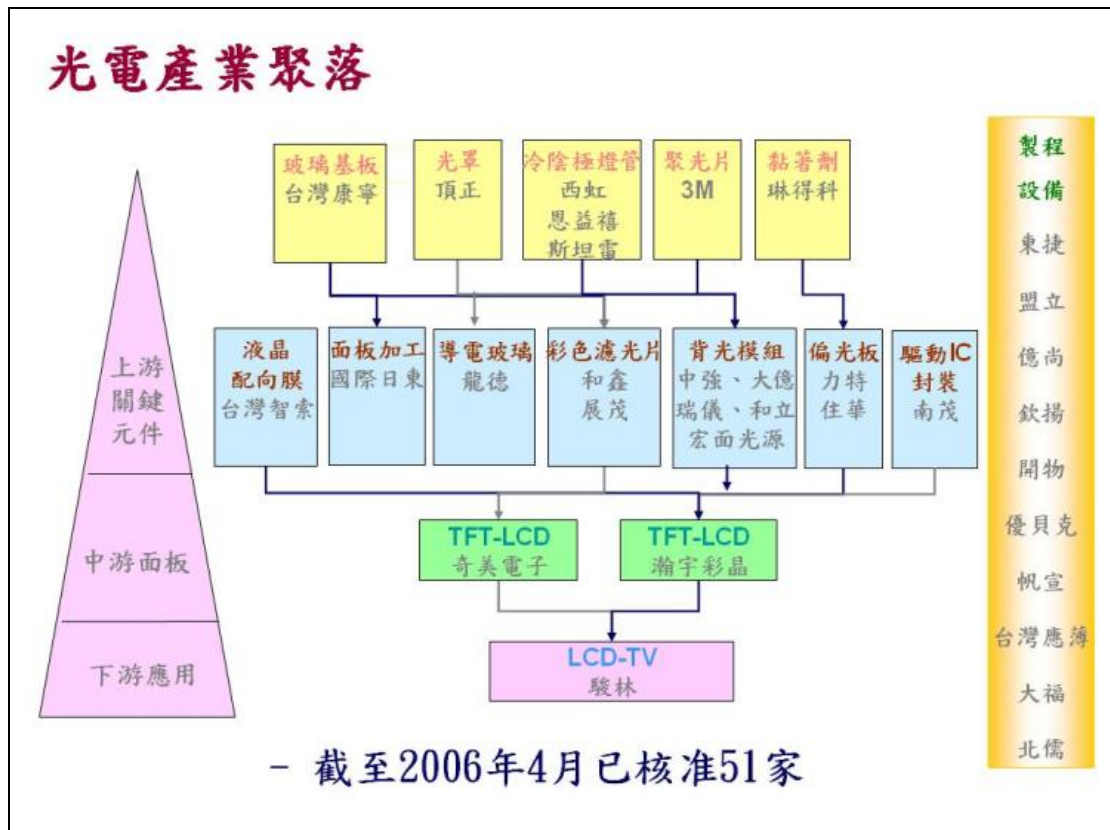 光電產業聚落
玻璃基板
台灣康寧
光罩
頂正
冷陰極燈管
西虹
恩益禧
斯坦雷
聚光片
3M
黏著劑
琳得科
液晶
配向膜
台灣智索
面板加工
國際日東
導電玻璃
龍德
彩色濾光片
和鑫
展茂
背光模組
中強、大億
瑞儀、和立
宏面光源
偏光板
力特
住華
驅動IC
封裝
南茂
TFT-LCD
奇美電子
TFT-LCD
瀚宇彩晶
LCD-TV
駿林
上游
關鍵
元件
中游面板
下游應用
製程
設備
東捷
盟立
億尚
欽揚
開物
優貝克
帆宣
台灣應薄
大福
北儒
- 截至2006年4月已核准51家